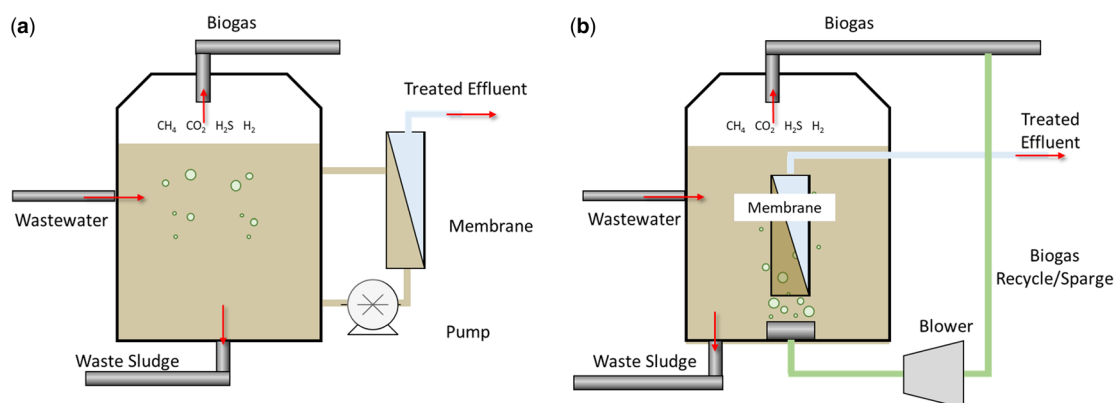 (a)
Biogas
Treated Effluent
CH4 CO2 H2S H2
Wastewater
Membrane
Pump
Waste Sludge
(b)
Biogas
Treated
Effluent
CH4 CO2 H2S H2
Membrane
Wastewater
Biogas
Recycle/Sparge
Blower
Waste Sludge